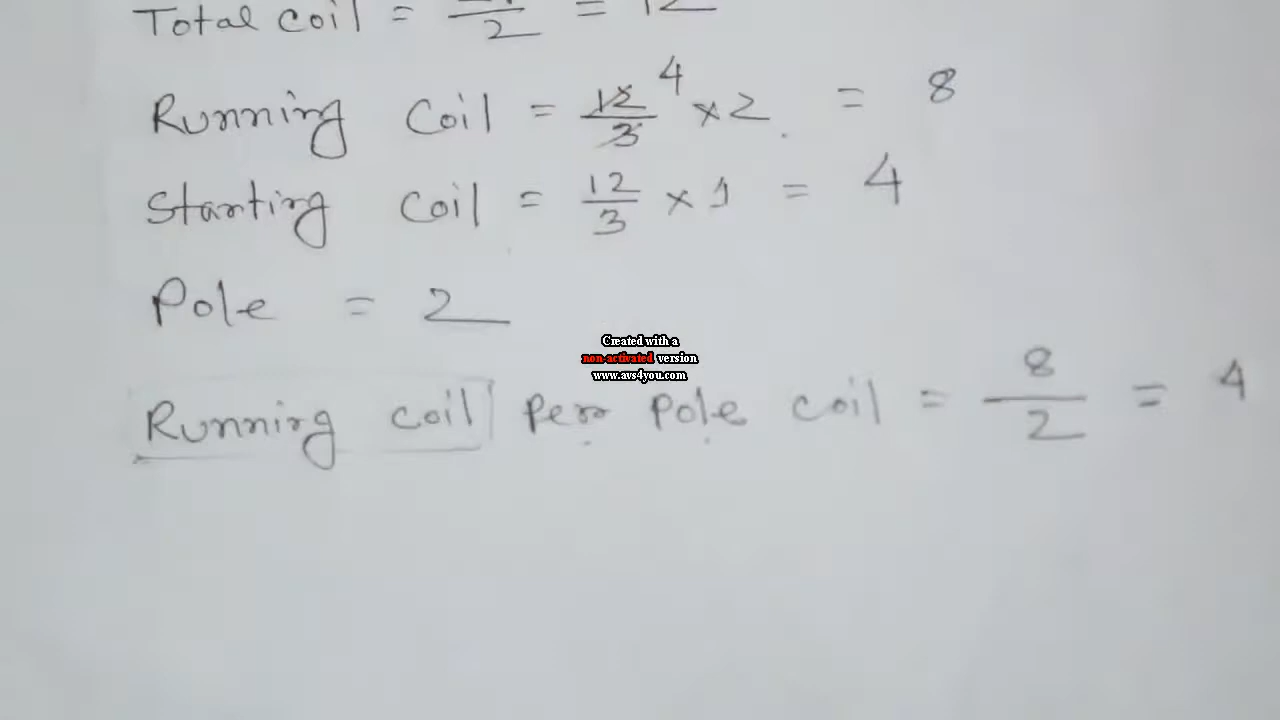 Total coil = /2 = 12
Running Coil = 12/3 4 × 2 = 8
Starting Coil = 12/3 × 1 = 4
Pole = 2
Created with a
non-activated version
www.avs4you.com
Running coil Per Pole coil = 8/2 = 4